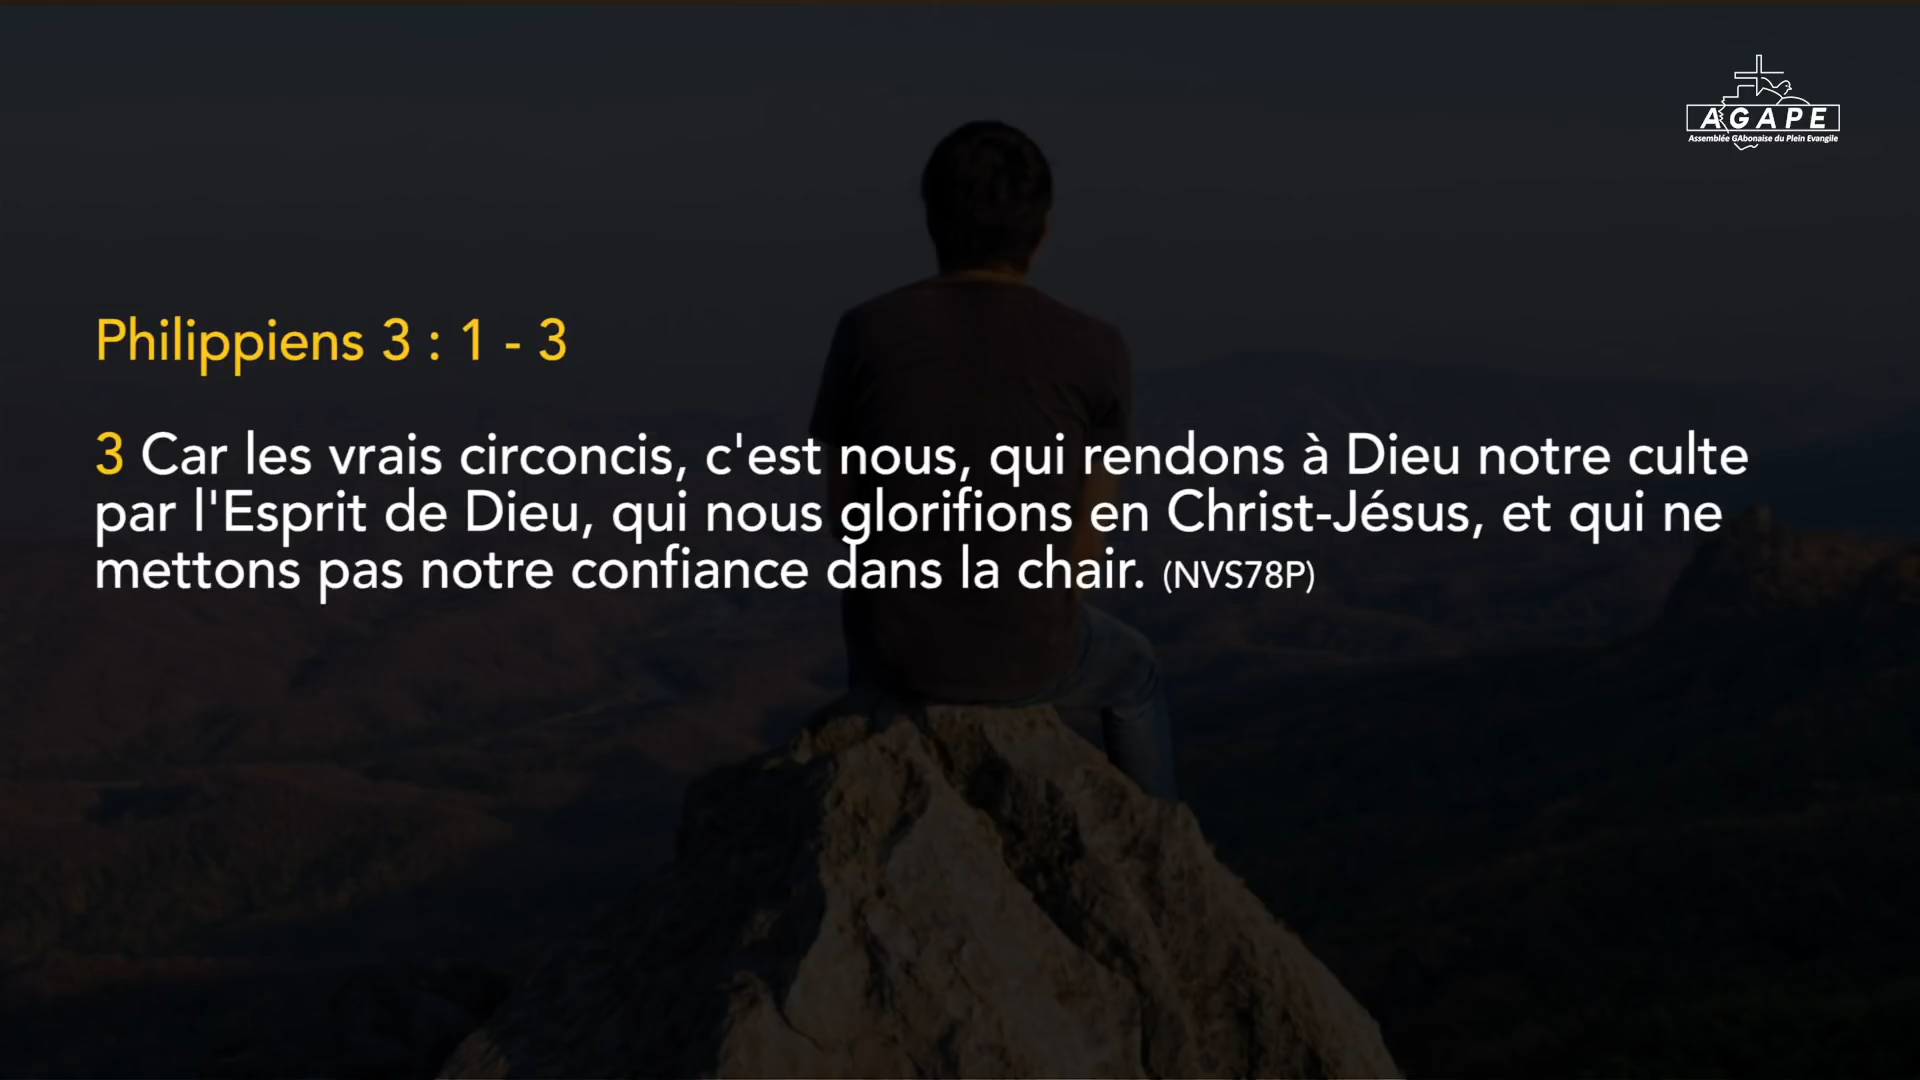 AGAPE
Assemblée GAbonaise du Plein Evangile
Philippiens 3 : 1 - 3
3 Car les vrais circoncis, c'est nous, qui rendons à Dieu notre culte
par l'Esprit de Dieu, qui nous glorifions en Christ-Jésus, et qui ne
mettons pas notre confiance dans la chair. (NVS78P)